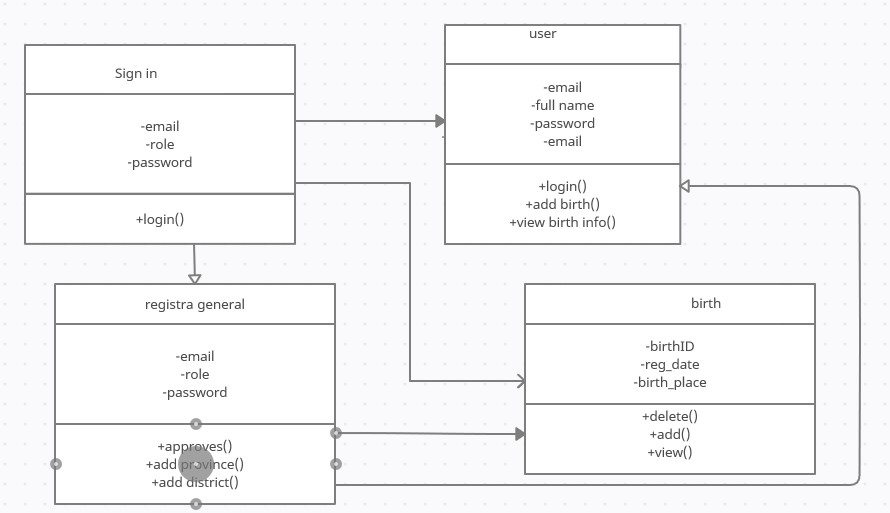 Sign in
-email
-role
-password
+login()
user
-email
-full name
-password
-email
+login()
+add birth()
+view birth info()
registra general
-email
-role
-password
+approves()
+add province()
+add district()
birth
-birthID
-reg_date
-birth_place
+delete()
+add()
+view()